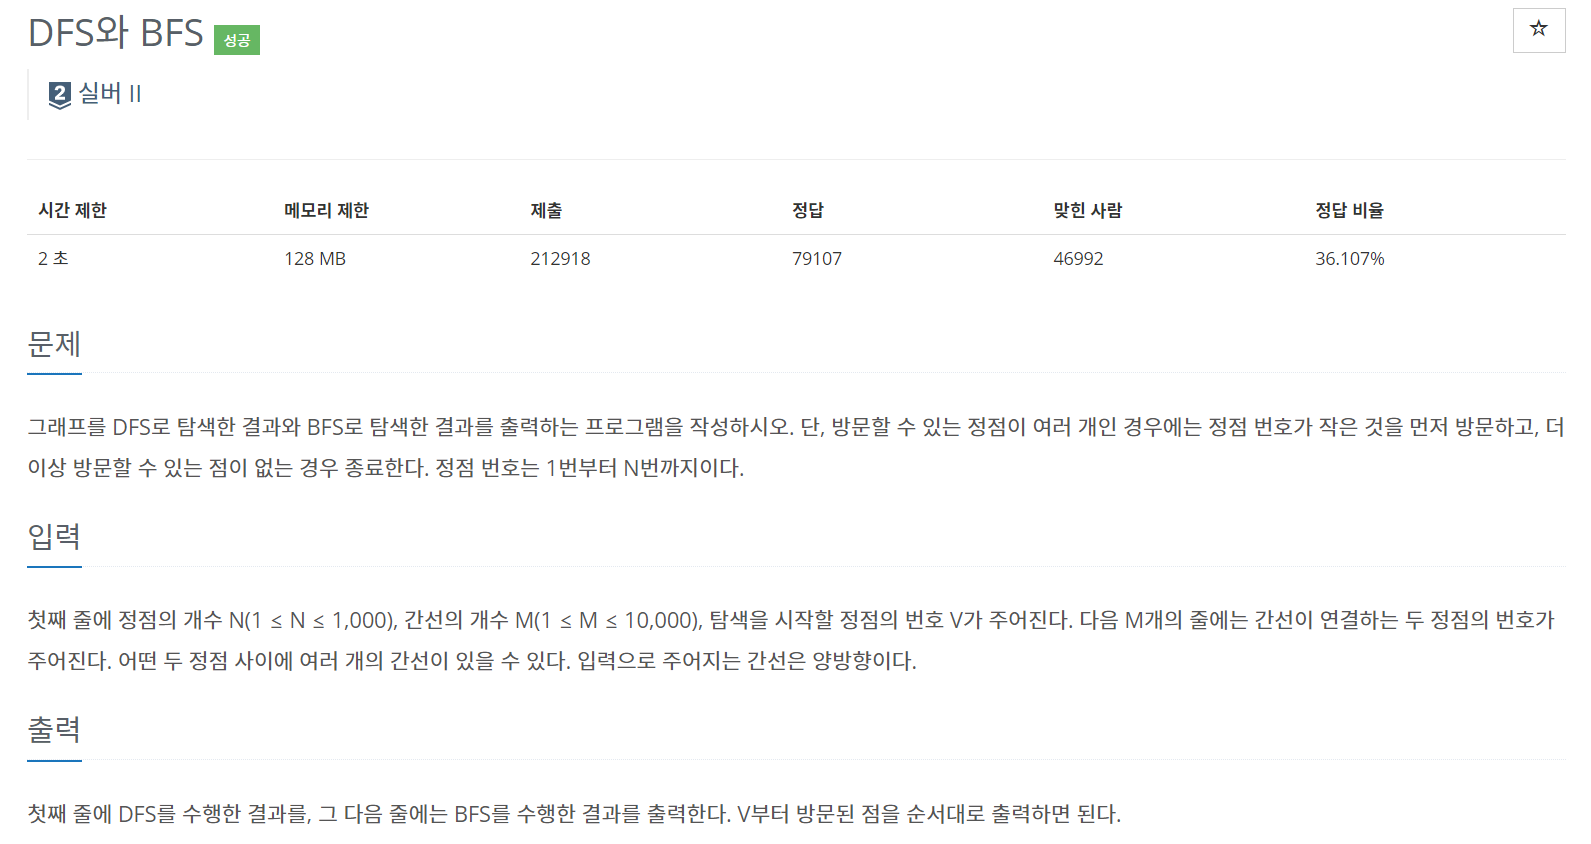 DFS와 BFS 성공
2 실버 II
시간 제한 메모리 제한 제출 정답 맞힌 사람 정답 비율
2 초 128 MB 212918 79107 46992 36.107%
문제
그래프를 DFS로 탐색한 결과와 BFS로 탐색한 결과를 출력하는 프로그램을 작성하시오. 단, 방문할 수 있는 정점이 여러 개인 경우에는 정점 번호가 작은 것을 먼저 방문하고, 더
이상 방문할 수 있는 점이 없는 경우 종료한다. 정점 번호는 1번부터 N번까지이다.
입력
첫째 줄에 정점의 개수 N(1 ≤ N ≤ 1,000), 간선의 개수 M(1 ≤ M ≤ 10,000), 탐색을 시작할 정점의 번호 V가 주어진다. 다음 M개의 줄에는 간선이 연결하는 두 정점의 번호가
주어진다. 어떤 두 정점 사이에 여러 개의 간선이 있을 수 있다. 입력으로 주어지는 간선은 양방향이다.
출력
첫째 줄에 DFS를 수행한 결과를, 그 다음 줄에는 BFS를 수행한 결과를 출력한다. V부터 방문된 점을 순서대로 출력하면 된다.